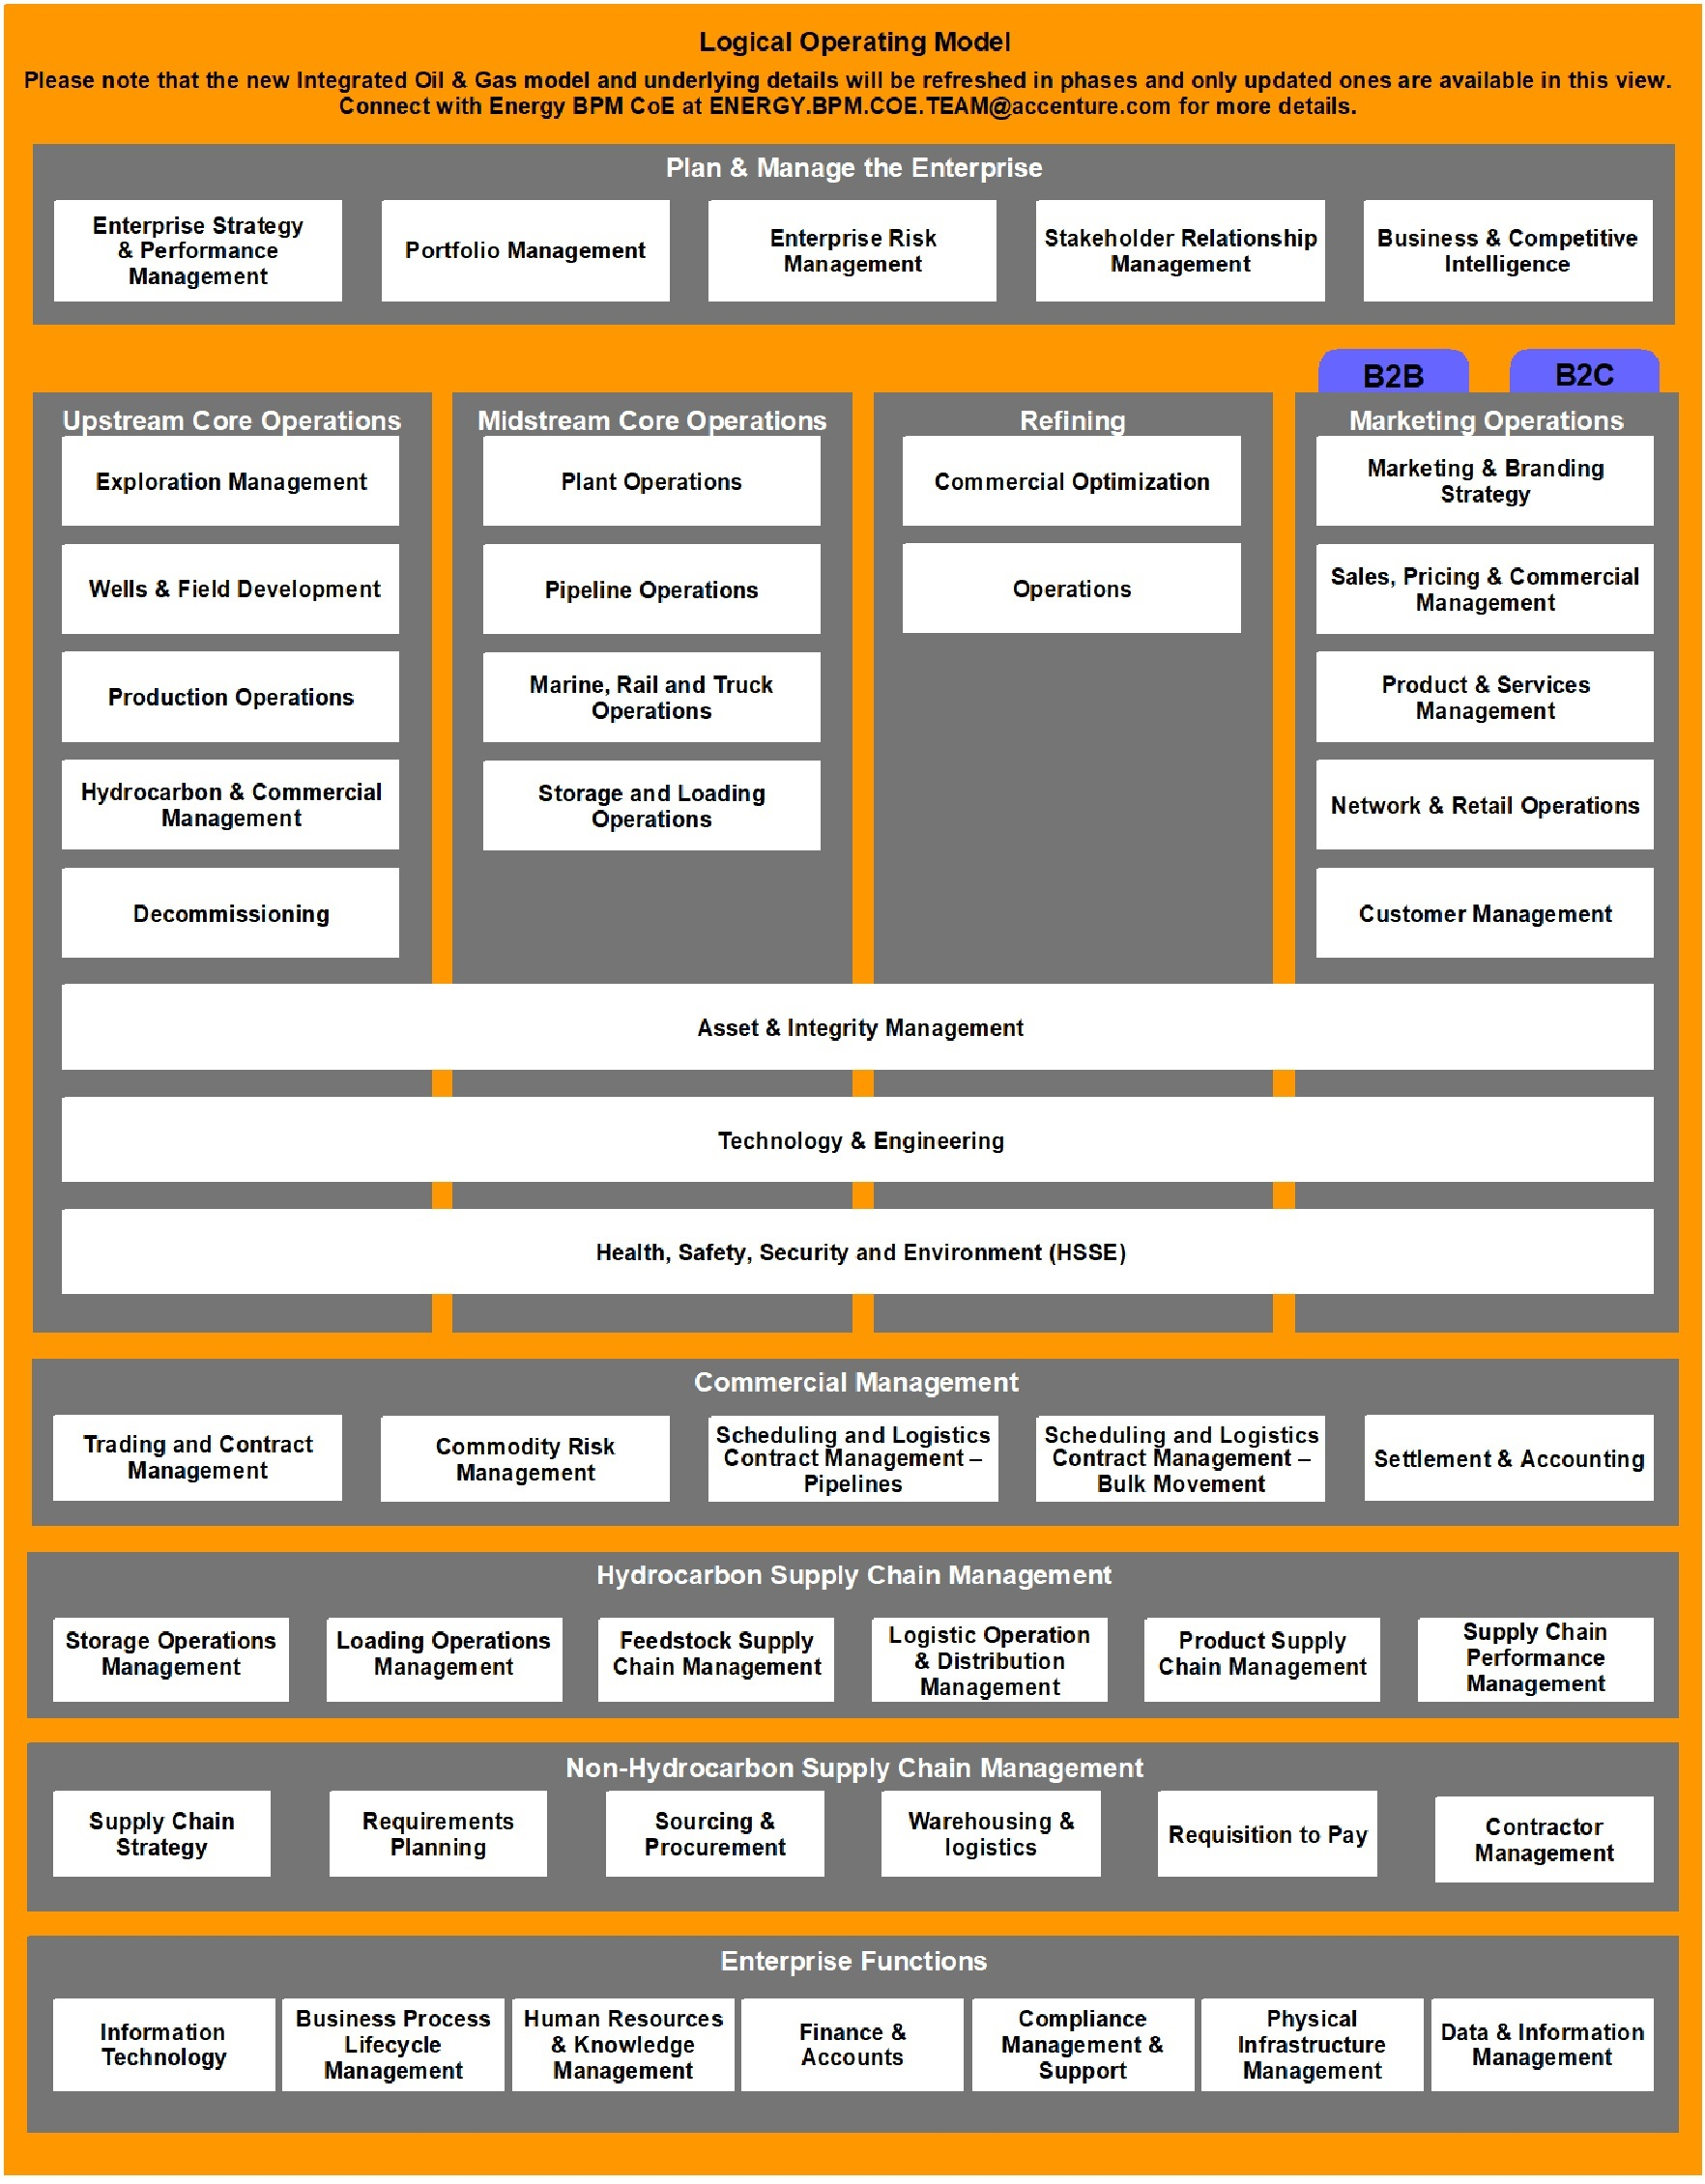 Logical Operating Model
Please note that the new Integrated Oil & Gas model and underlying details will be refreshed in phases and only updated ones are available in this view.
Connect with Energy BPM CoE at ENERGY.BPM.COE.TEAM@accenture.com for more details.
Plan & Manage the Enterprise
Enterprise Strategy
& Performance
Management
Portfolio Management
Enterprise Risk
Management
Stakeholder Relationship
Management
Business & Competitive
Intelligence
B2B
B2C
Upstream Core Operations
Exploration Management
Wells & Field Development
Production Operations
Hydrocarbon & Commercial
Management
Decommissioning
Midstream Core Operations
Plant Operations
Pipeline Operations
Marine, Rail and Truck
Operations
Storage and Loading
Operations
Refining
Commercial Optimization
Operations
Marketing Operations
Marketing & Branding
Strategy
Sales, Pricing & Commercial
Management
Product & Services
Management
Network & Retail Operations
Customer Management
Asset & Integrity Management
Technology & Engineering
Health, Safety, Security and Environment (HSSE)
Commercial Management
Trading and Contract
Management
Commodity Risk
Management
Scheduling and Logistics
Contract Management –
Pipelines
Scheduling and Logistics
Contract Management –
Bulk Movement
Settlement & Accounting
Hydrocarbon Supply Chain Management
Storage Operations
Management
Loading Operations
Management
Feedstock Supply
Chain Management
Logistic Operation
& Distribution
Management
Product Supply
Chain Management
Supply Chain
Performance
Management
Non-Hydrocarbon Supply Chain Management
Supply Chain
Strategy
Requirements
Planning
Sourcing &
Procurement
Warehousing &
logistics
Requisition to Pay
Contractor
Management
Enterprise Functions
Information
Technology
Business Process
Lifecycle
Management
Human Resources
& Knowledge
Management
Finance &
Accounts
Compliance
Management &
Support
Physical
Infrastructure
Management
Data & Information
Management